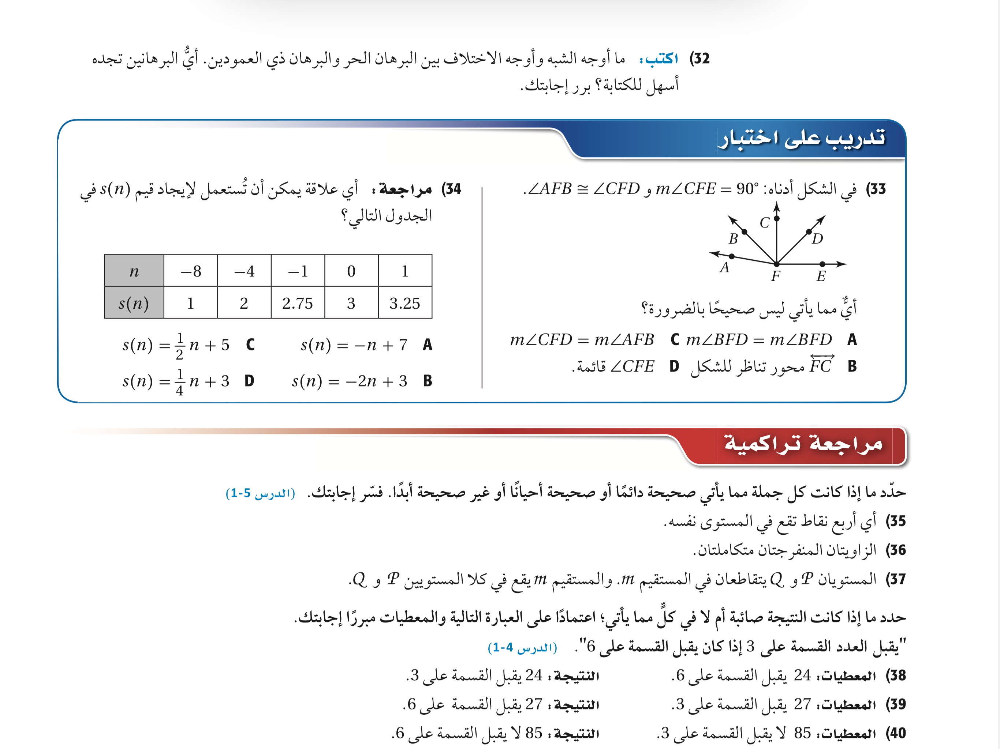 32) اكتب: ما أوجه الشبه وأوجه الاختلاف بين البرهان الحر والبرهان ذي العمودين. أيُّ البرهانين تجده
أسهل للكتابة؟ برر إجابتك.
تدريب على اختبار
33) في الشكل أدناه: m∠CFE = 90° و ∠AFB ≅ ∠CFD.
A
B
C
D
E
F
أيٌّ مما يأتي ليس صحيحًا بالضرورة؟
A m∠BFD = m∠BFD C m∠CFD = m∠AFB
B \overleftrightarrow{FC} محور تناظر للشكل D ∠CFE قائمة.
34) مراجعة: أي علاقة يمكن أن تُستعمل لإيجاد قيم s(n) في
الجدول التالي؟
n −8 −4 −1 0 1
s(n) 1 2 2.75 3 3.25
A s(n) = −n + 7 C s(n) = \frac{1}{2} n + 5
B s(n) = −2n + 3 D s(n) = \frac{1}{4} n + 3
مراجعة تراكمية
حدّد ما إذا كانت كل جملة مما يأتي صحيحة دائمًا أو صحيحة أحيانًا أو غير صحيحة أبدًا. فسّر إجابتك. (الدرس 5-1)
35) أي أربع نقاط تقع في المستوى نفسه.
36) الزاويتان المنفرجتان متكاملتان.
37) المستويان P و Q يتقاطعان في المستقيم m. والمستقيم m يقع في كلا المستويين P و Q.
حدد ما إذا كانت النتيجة صائبة أم لا في كلٍّ مما يأتي؛ اعتمادًا على العبارة التالية والمعطيات مبررًا إجابتك.
"يقبل العدد القسمة على 3 إذا كان يقبل القسمة على 6". (الدرس 4-1)
38) المعطيات: 24 يقبل القسمة على 6. النتيجة: 24 يقبل القسمة على 3.
39) المعطيات: 27 يقبل القسمة على 3. النتيجة: 27 يقبل القسمة على 6.
40) المعطيات: 85 لا يقبل القسمة على 3. النتيجة: 85 لا يقبل القسمة على 6.